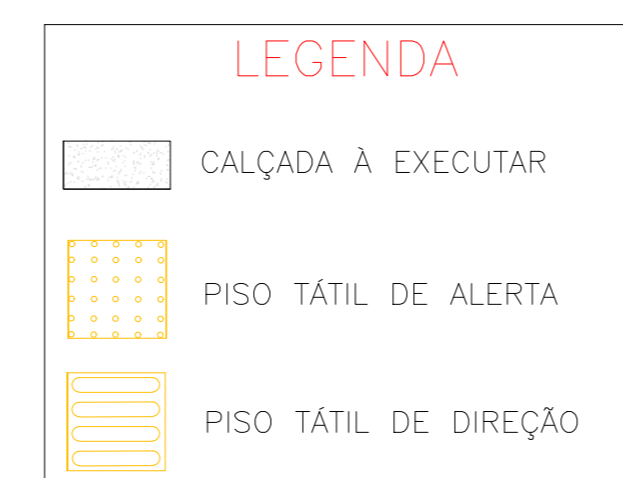 LEGENDA
CALÇADA À EXECUTAR
PISO TÁTIL DE ALERTA
PISO TÁTIL DE DIREÇÃO